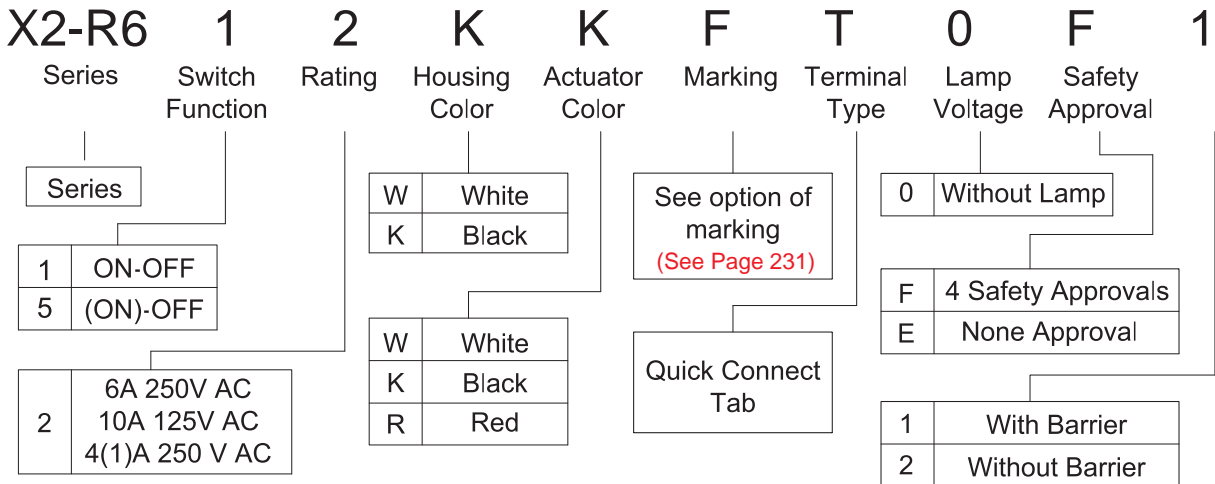 X2-R6 1 2 K K F T 0 F 1
Series Switch Function Rating Housing Color Actuator Color Marking Terminal Type Lamp Voltage Safety Approval
Series
1 ON-OFF
5 (ON)-OFF
2 6A 250V AC
10A 125V AC
4(1)A 250 V AC
W White
K Black
W White
K Black
R Red
See option of
marking
(See Page 231)
Quick Connect
Tab
0 Without Lamp
F 4 Safety Approvals
E None Approval
1 With Barrier
2 Without Barrier